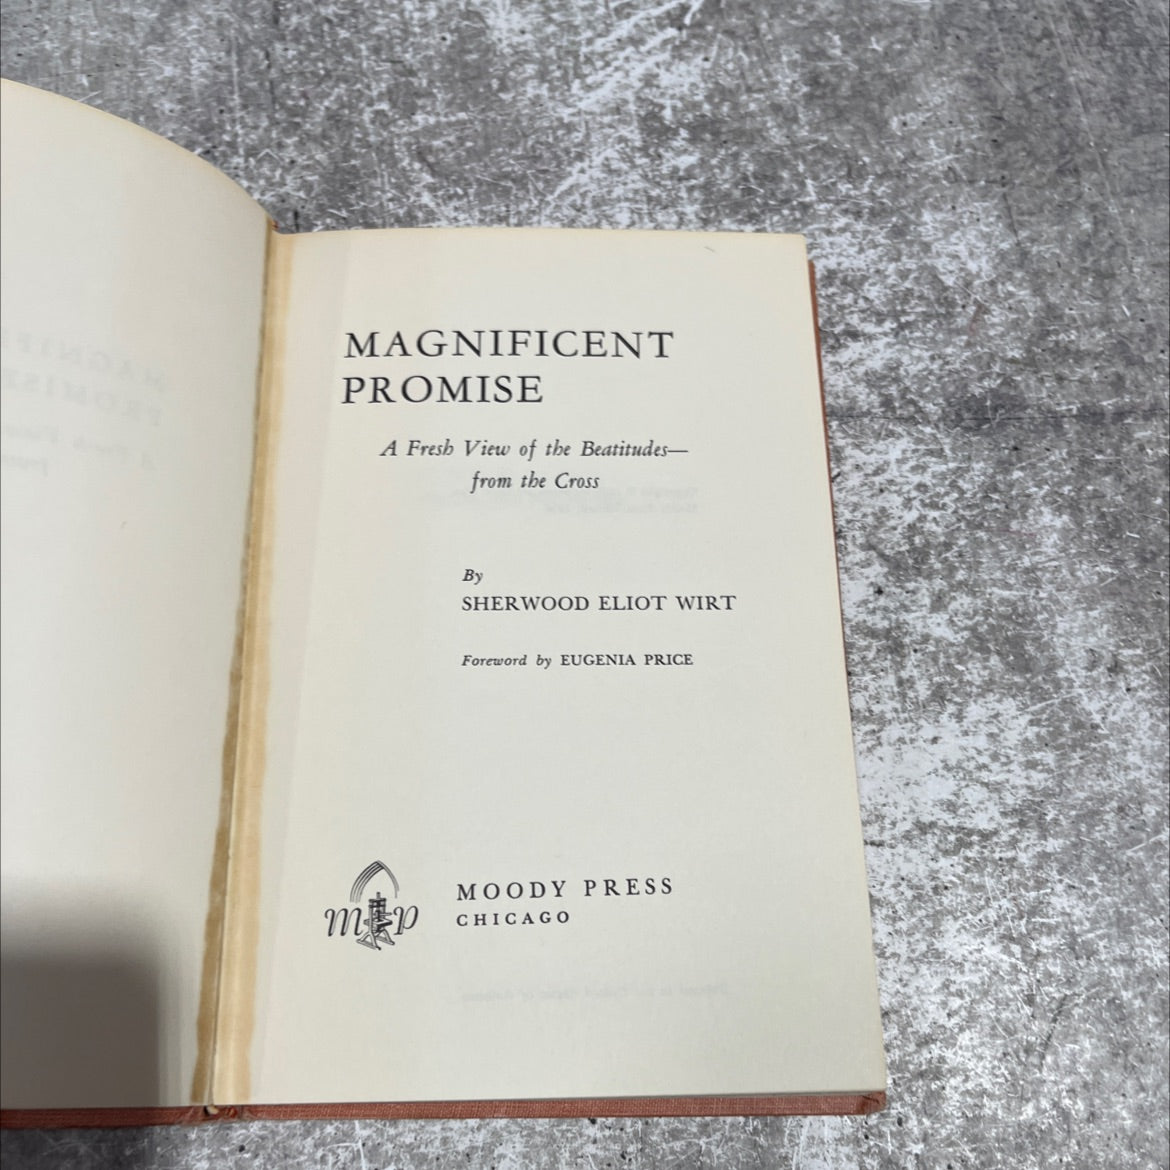 MAGNIFICENT
PROMISE
A Fresh View of the Beatitudes—
from the Cross
By
SHERWOOD ELIOT WIRT
Foreword by EUGENIA PRICE
m p
MOODY PRESS
CHICAGO